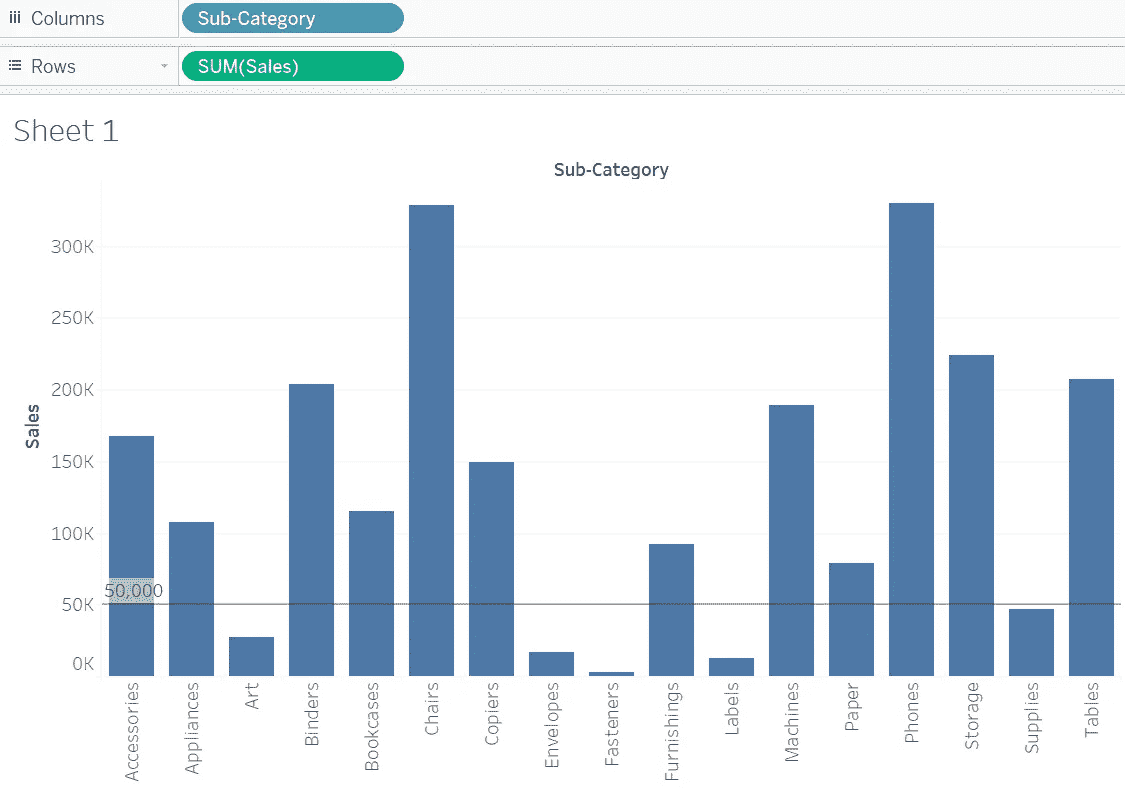 Columns
Sub-Category
Rows
SUM(Sales)
Sheet 1
Sub-Category
300K
250K
200K
150K
100K
50K
0K
Sales
50,000
Accessories
Appliances
Art
Binders
Bookcases
Chairs
Copiers
Envelopes
Fasteners
Furnishings
Labels
Machines
Paper
Phones
Storage
Supplies
Tables